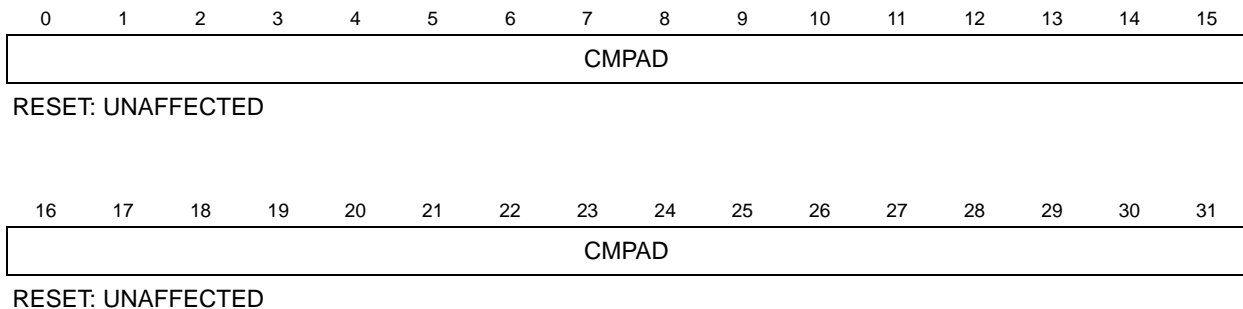 0 1 2 3 4 5 6 7 8 9 10 11 12 13 14 15
CMPAD
RESET: UNAFFECTED
16 17 18 19 20 21 22 23 24 25 26 27 28 29 30 31
CMPAD
RESET: UNAFFECTED